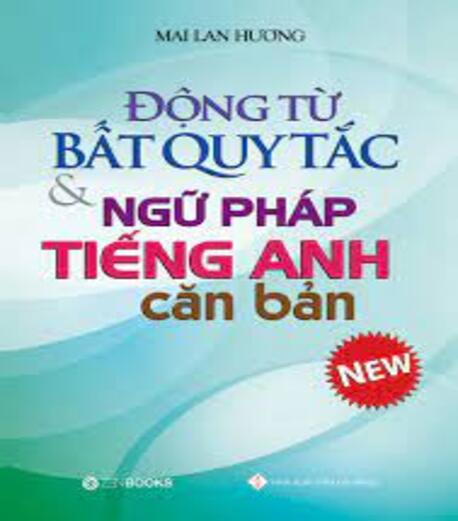 MAI LAN HƯƠNG
ĐỘNG TỪ
BẤT QUY TẮC
&
NGỮ PHÁP
TIẾNG ANH
căn bản
NEW
ZENBOOKS